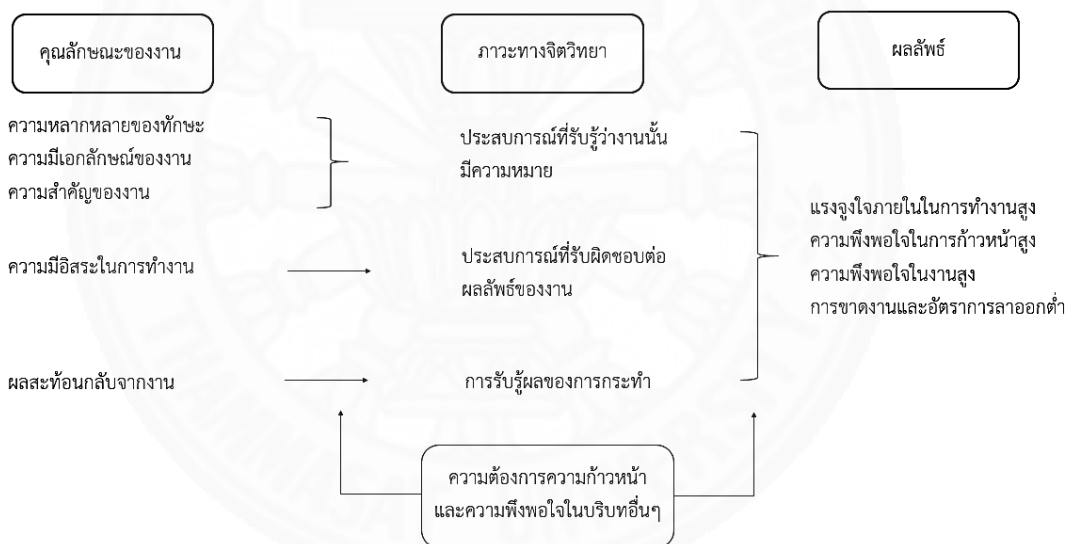 คุณลักษณะของงาน
ภาวะทางจิตวิทยา
ผลลัพธ์
ความหลากหลายของทักษะ
ความมีเอกลักษณ์ของงาน
ความสำคัญของงาน
ประสบการณ์ที่รับรู้ว่างานนั้น
มีความหมาย
ความมีอิสระในการทำงาน
ประสบการณ์ที่รับผิดชอบต่อ
ผลลัพธ์ของงาน
แรงจูงใจภายในในการทำงานสูง
ความพึงพอใจในการก้าวหน้าสูง
ความพึงพอใจในงานสูง
การขาดงานและอัตราการลาออกต่ำ
ผลสะท้อนกลับจากงาน
การรับรู้ผลของการกระทำ
ความต้องการความก้าวหน้า
และความพึงพอใจในบริบทอื่นๆ